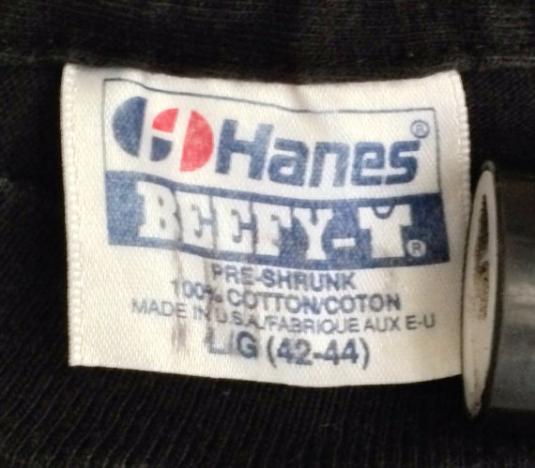 Hanes®
BEEFY-T®
PRE-SHRUNK
100% COTTON/COTON
MADE IN U.S.A./FABRIQUE AUX E-U
L/G (42-44)